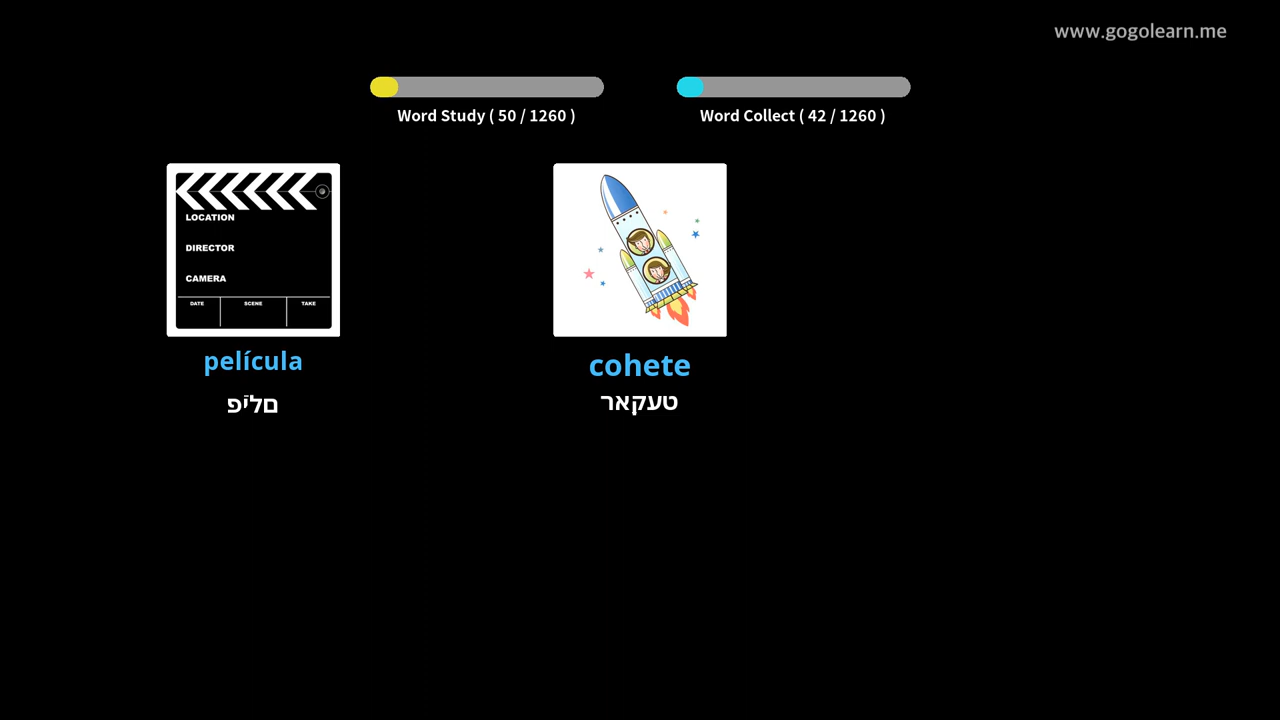 www.gogolearn.me
Word Study ( 50 / 1260 )
Word Collect ( 42 / 1260 )
LOCATION
DIRECTOR
CAMERA
DATE SCENE TAKE
película
cohete
פֿילם
ראַקעט